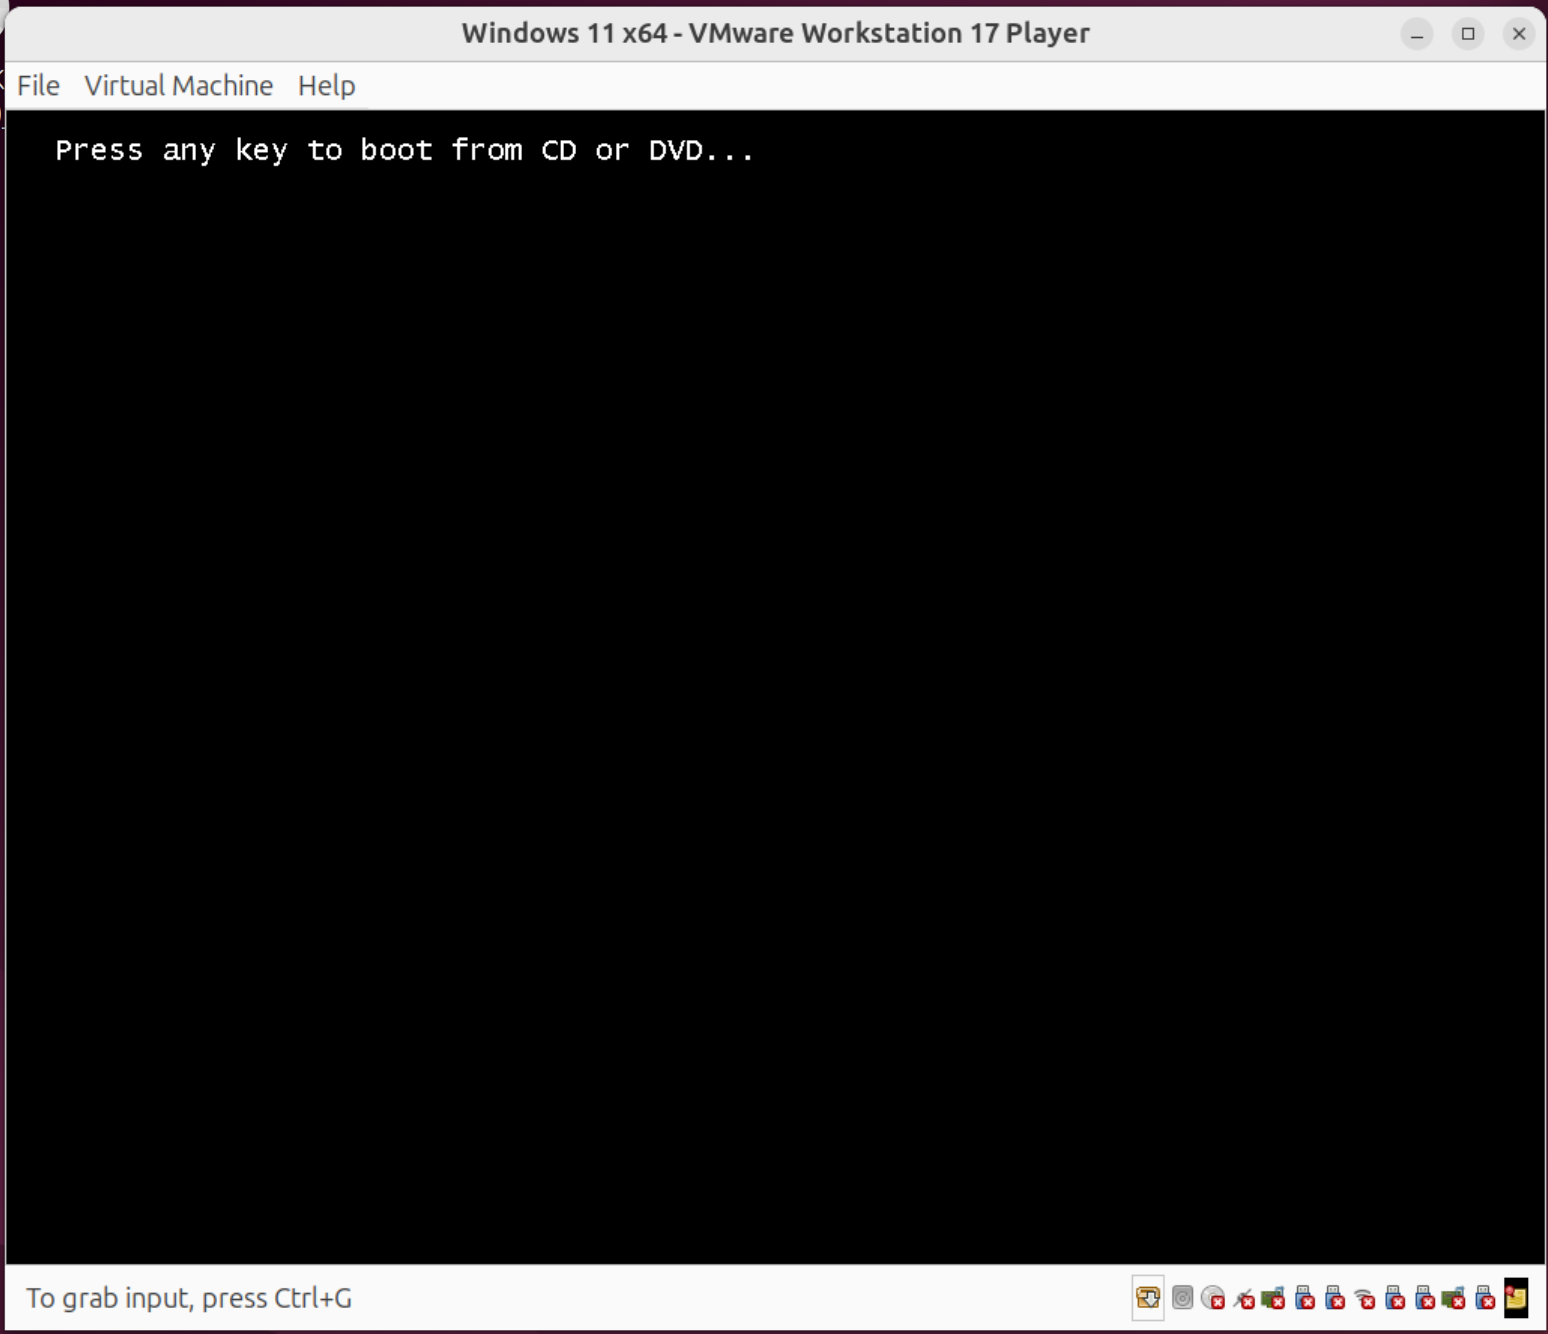 Windows 11 x64 - VMware Workstation 17 Player
File Virtual Machine Help
Press any key to boot from CD or DVD...
To grab input, press Ctrl+G